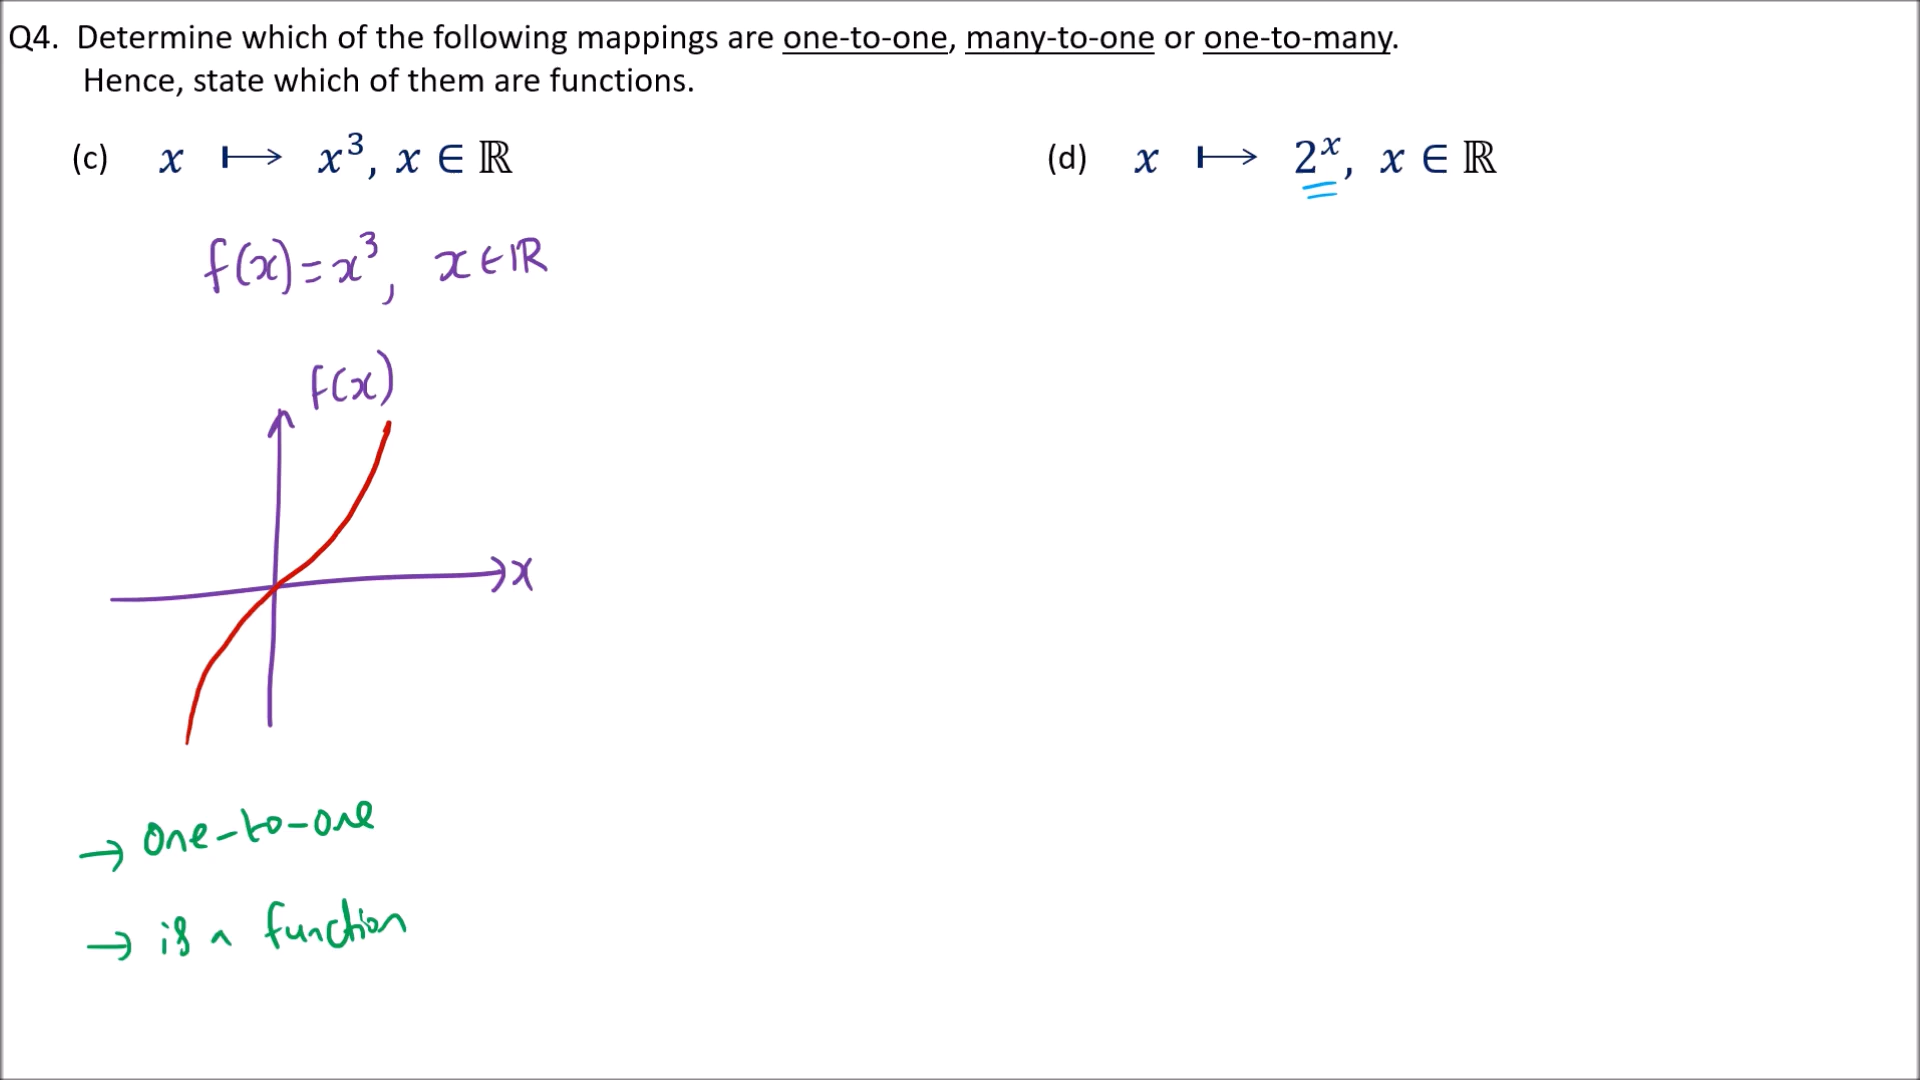 Q4. Determine which of the following mappings are one-to-one, many-to-one or one-to-many.
Hence, state which of them are functions.
(c) x ⟼ x³, x ∈ ℝ
(d) x ⟼ 2ˣ, x ∈ ℝ
f(x) = x³, x ∈ ℝ
f(x)
x
→ one-to-one
→ is a function